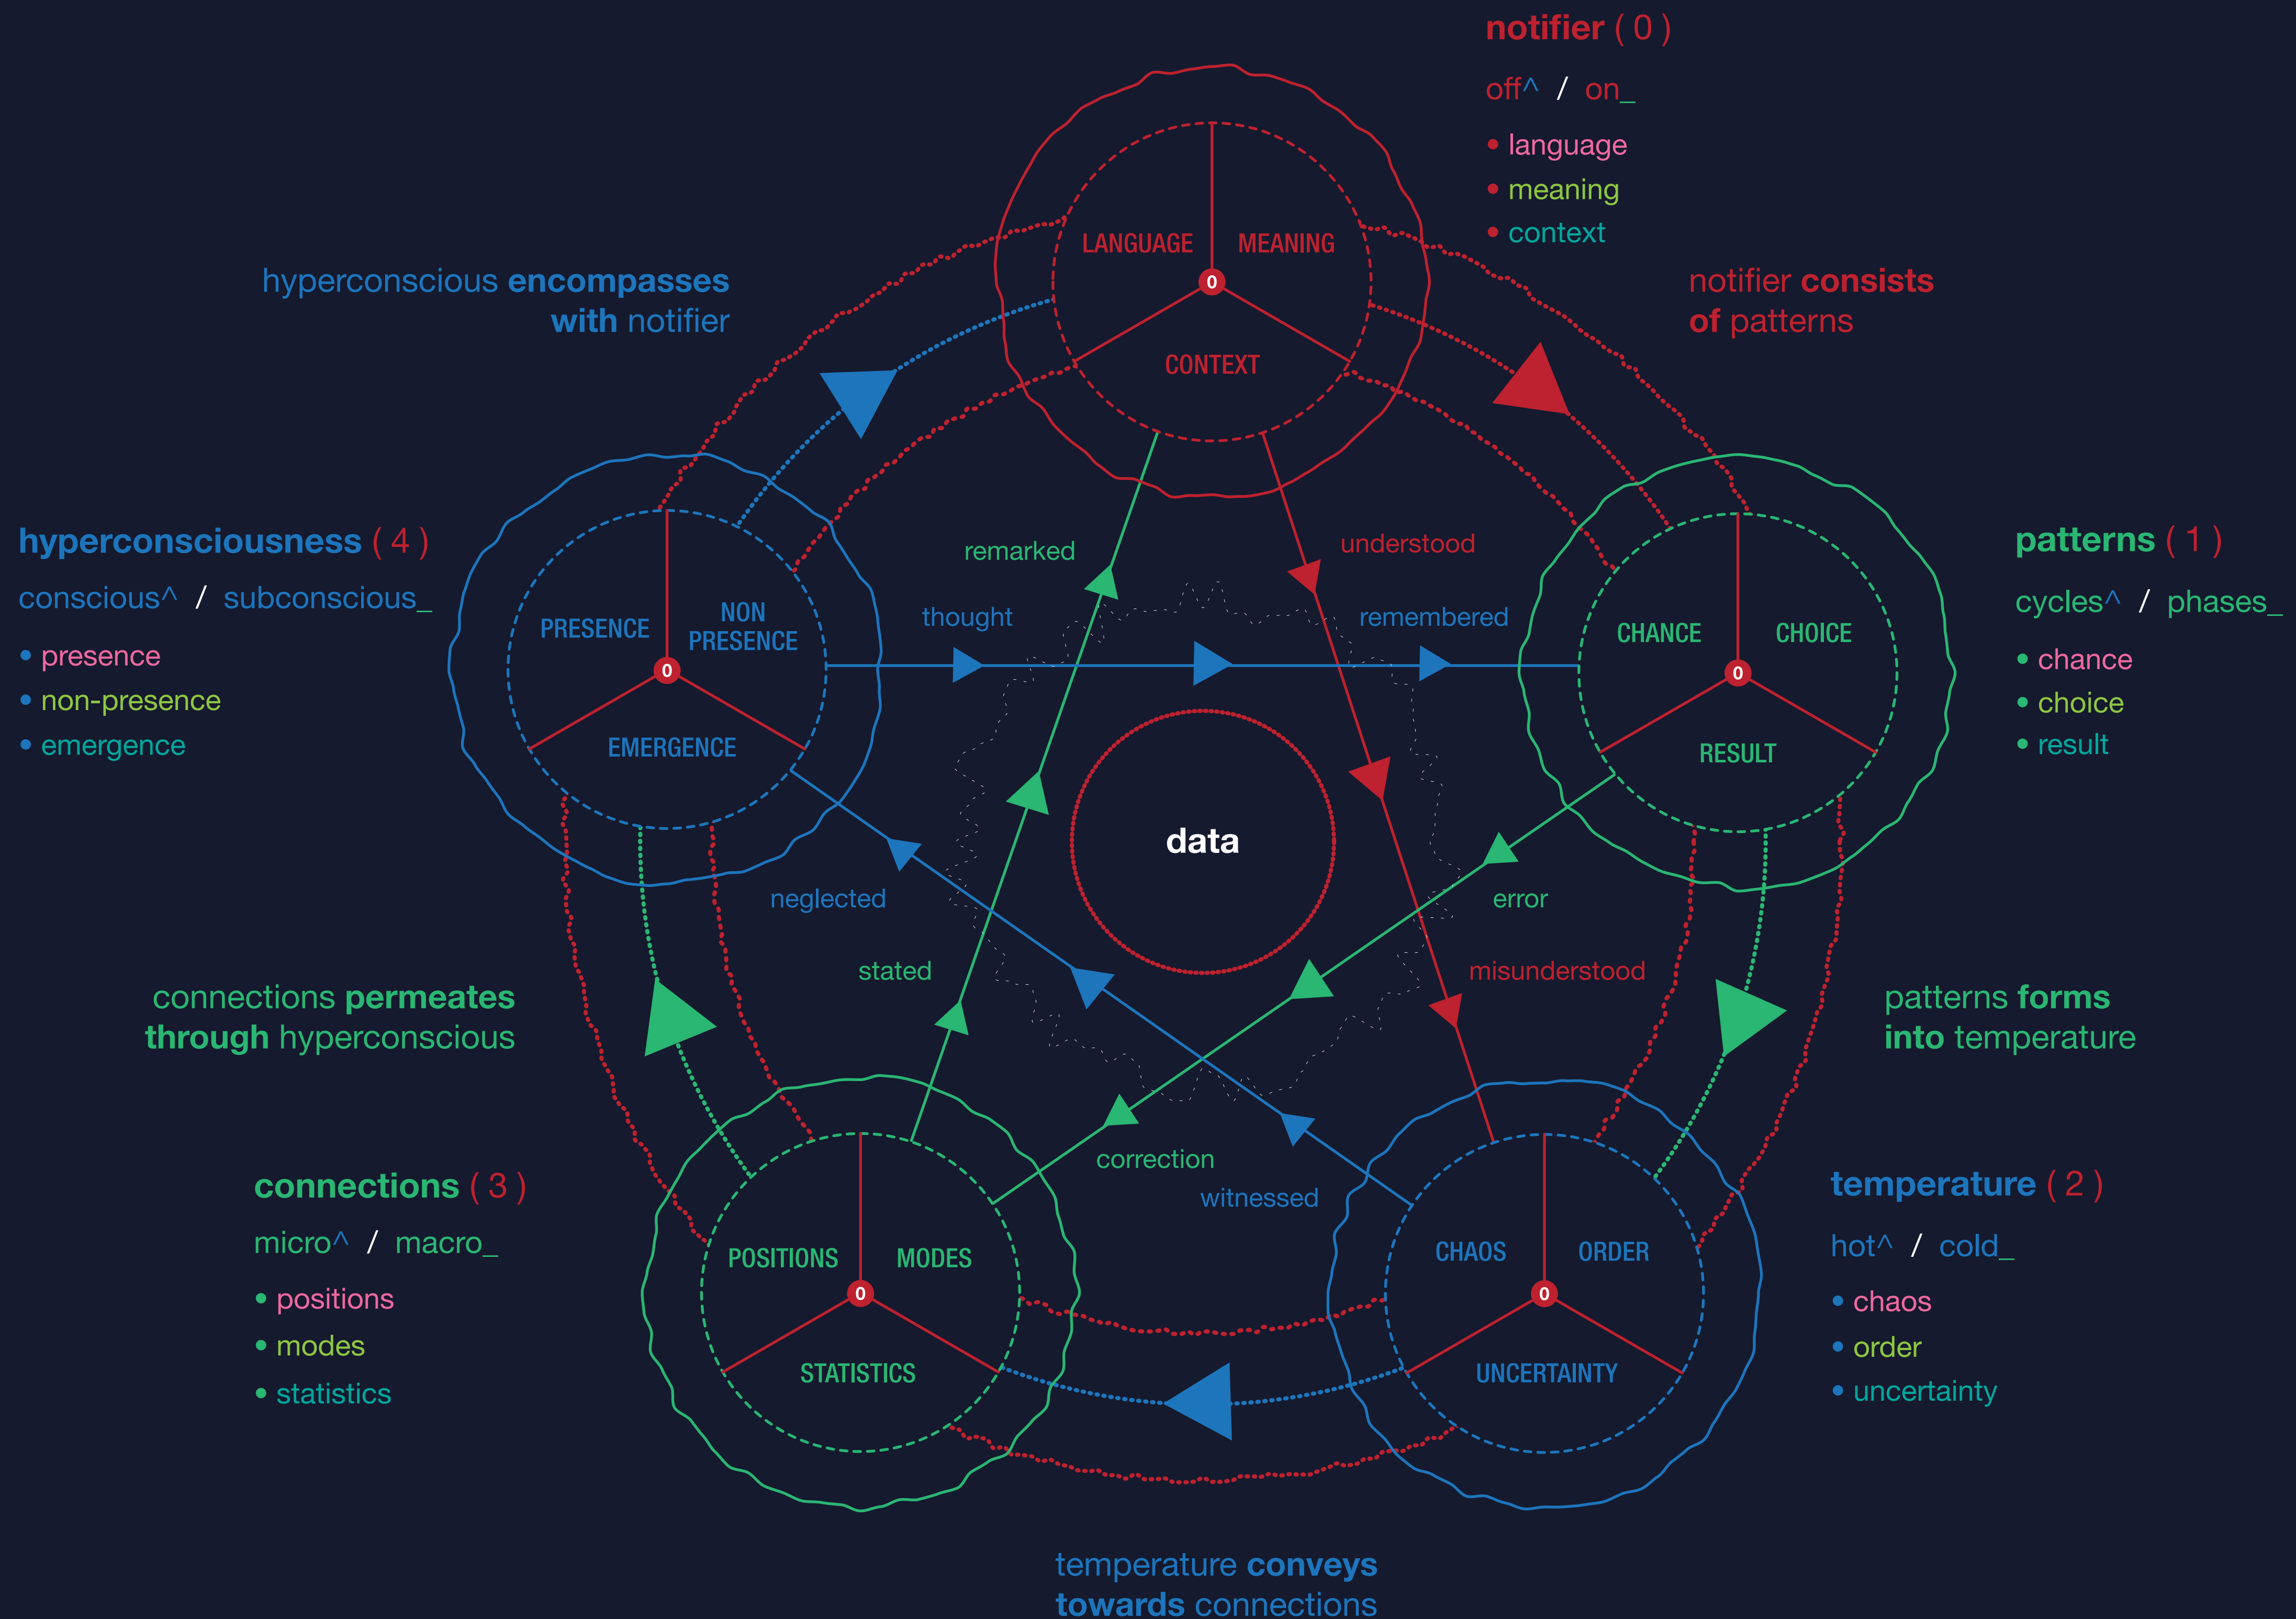 notifier ( 0 )
off^ / on_
• language
• meaning
• context
LANGUAGE
MEANING
0
CONTEXT
hyperconscious encompasses
with notifier
notifier consists
of patterns
hyperconsciousness ( 4 )
conscious^ / subconscious_
• presence
• non-presence
• emergence
PRESENCE
NON
PRESENCE
0
EMERGENCE
remarked
understood
thought
remembered
patterns ( 1 )
cycles^ / phases_
• chance
• choice
• result
CHANCE
CHOICE
0
RESULT
data
neglected
error
stated
misunderstood
connections permeates
through hyperconscious
patterns forms
into temperature
correction
witnessed
connections ( 3 )
micro^ / macro_
• positions
• modes
• statistics
POSITIONS
MODES
0
STATISTICS
CHAOS
ORDER
0
UNCERTAINTY
temperature ( 2 )
hot^ / cold_
• chaos
• order
• uncertainty
temperature conveys
towards connections